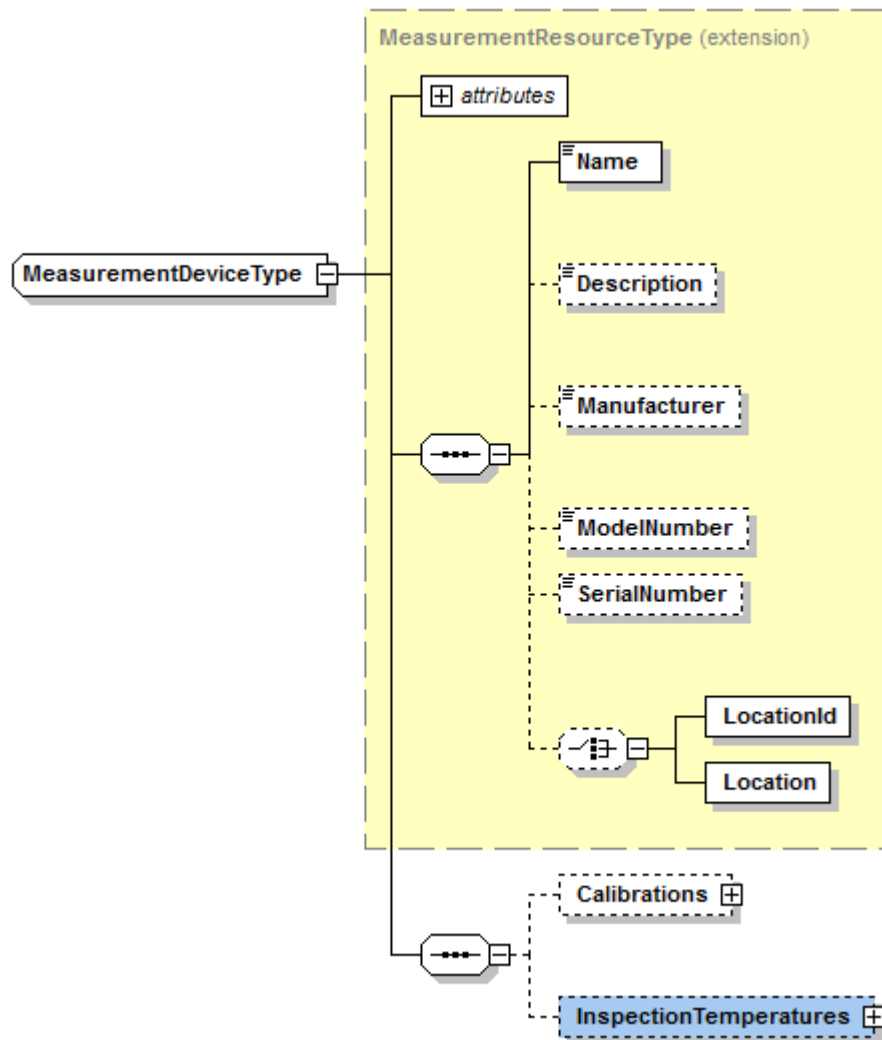 MeasurementResourceType (extension)
attributes
Name
MeasurementDeviceType
Description
Manufacturer
ModelNumber
SerialNumber
LocationId
Location
Calibrations
InspectionTemperatures